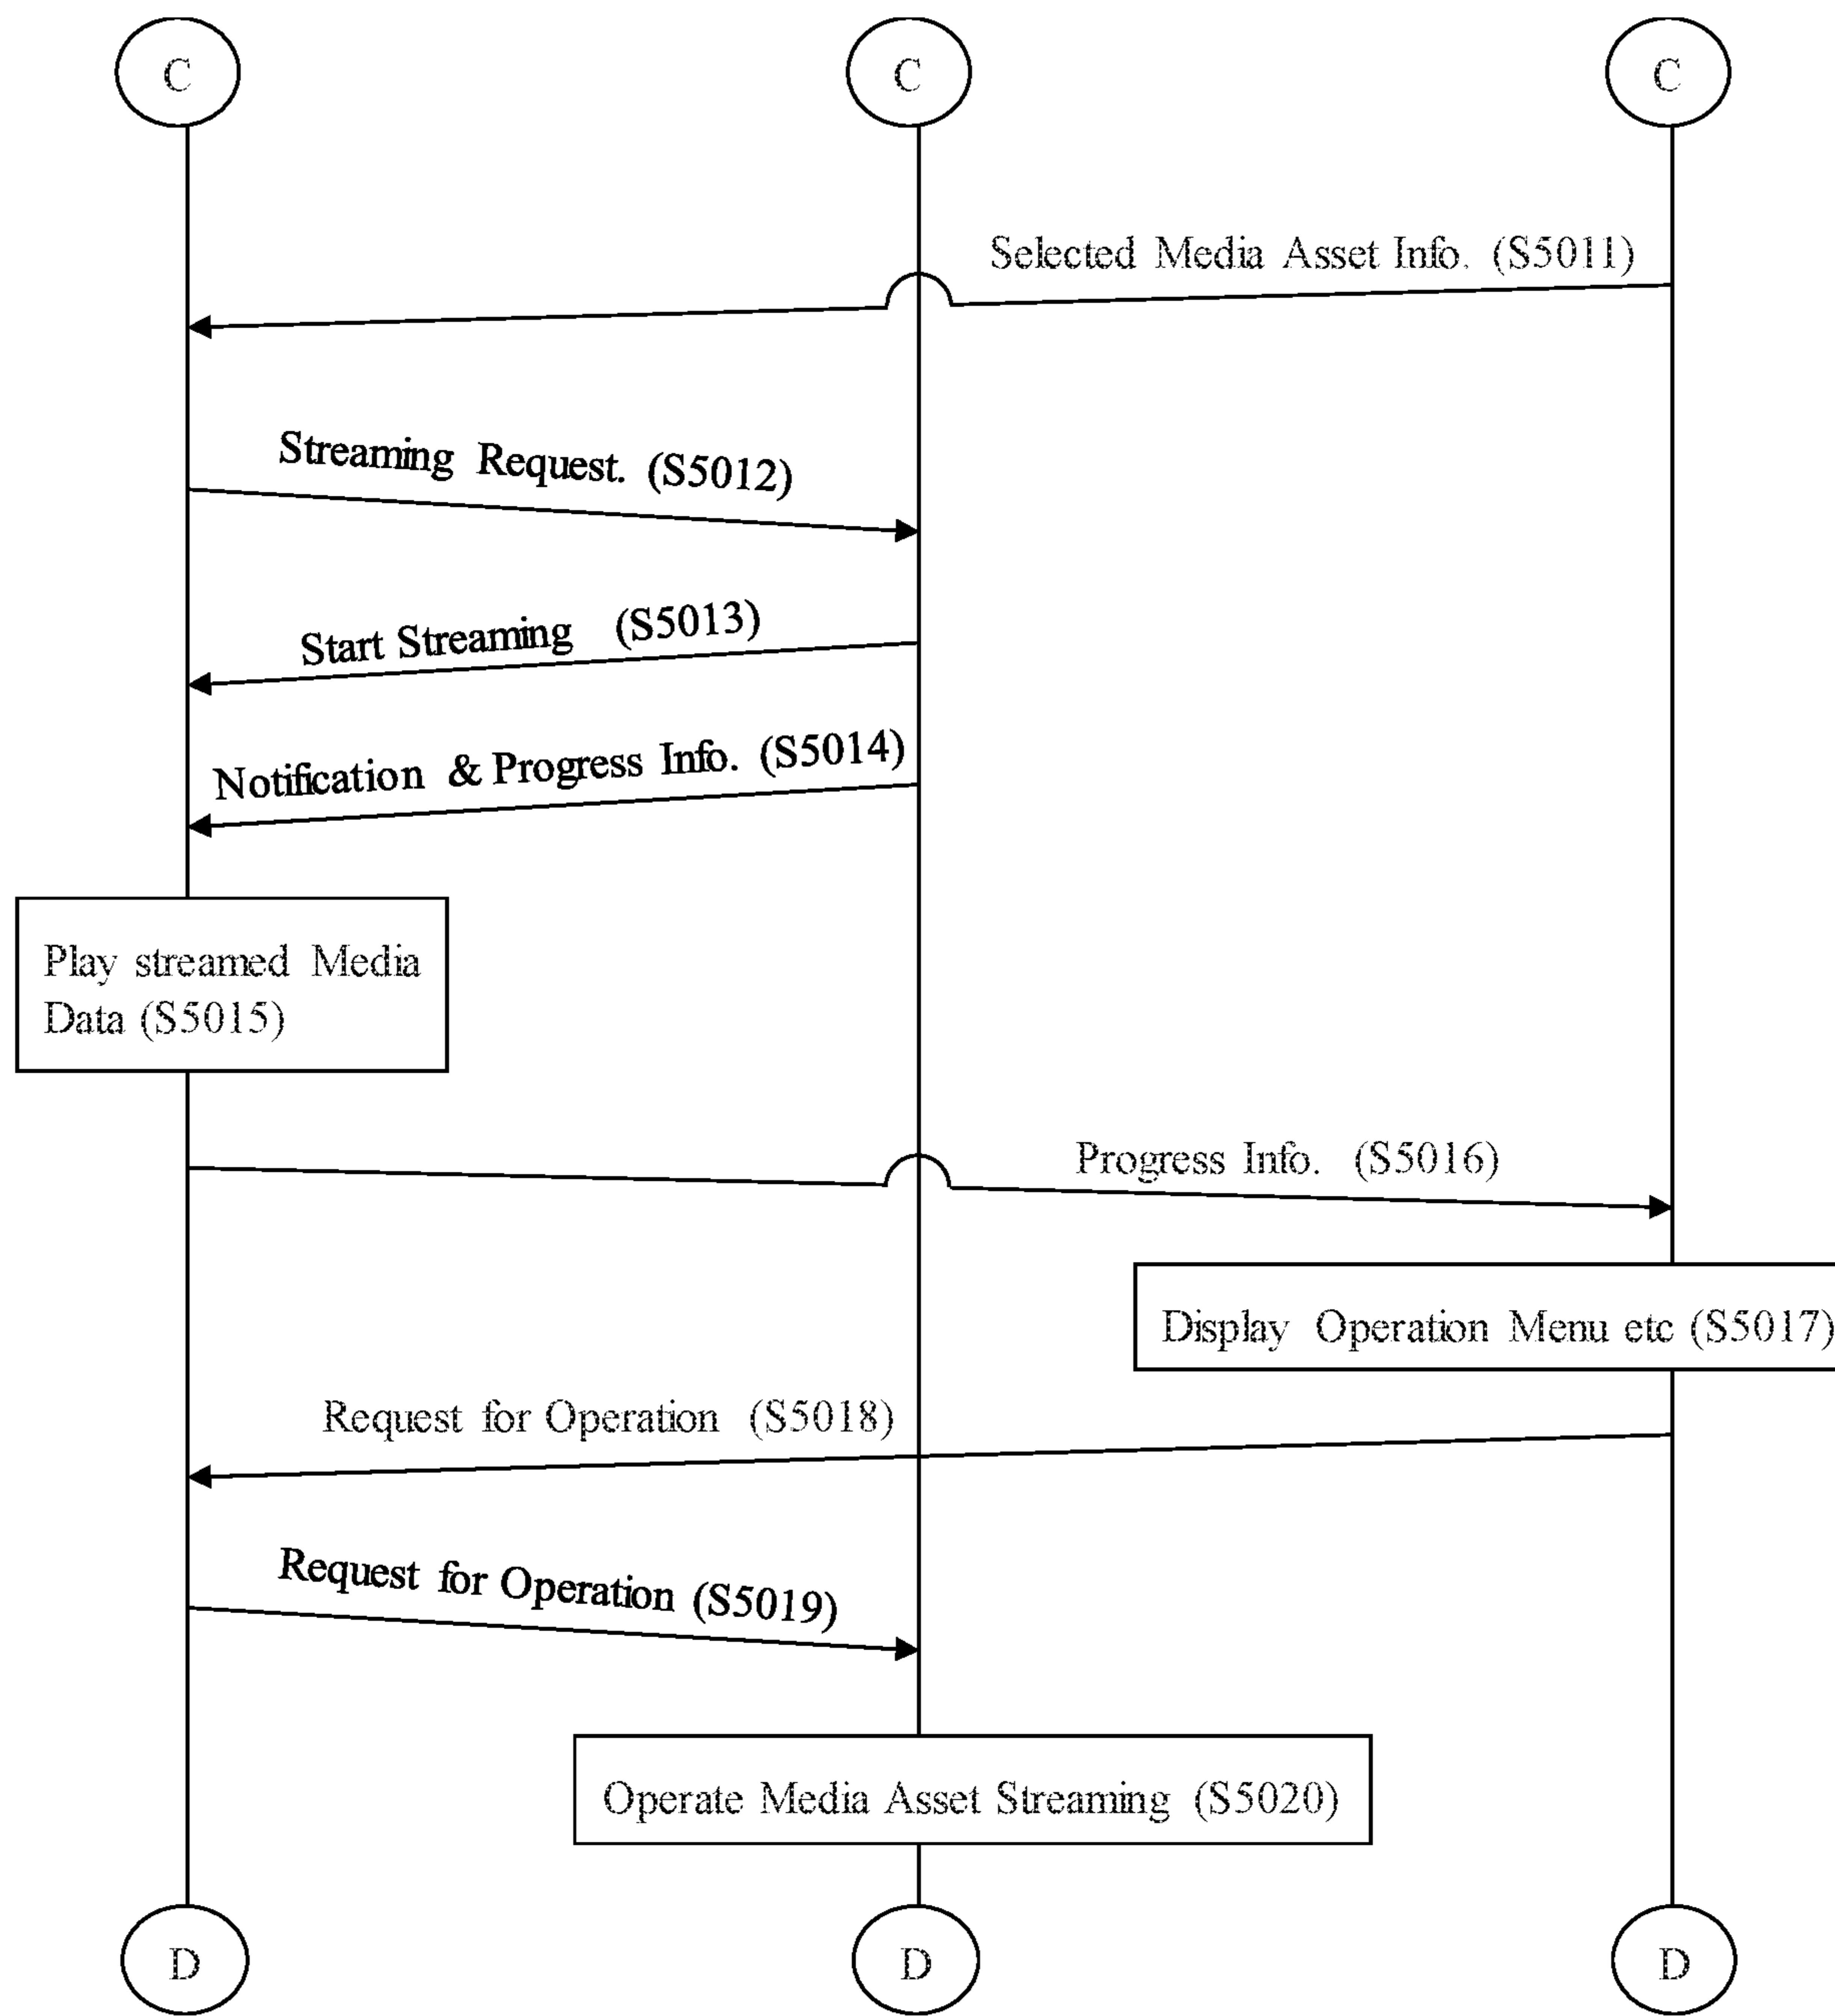 C
C
C
Selected Media Asset Info. (S5011)
Streaming Request. (S5012)
Start Streaming (S5013)
Notification & Progress Info. (S5014)
Play streamed Media
Data (S5015)
Progress Info. (S5016)
Display Operation Menu etc (S5017)
Request for Operation (S5018)
Request for Operation (S5019)
Operate Media Asset Streaming (S5020)
D
D
D